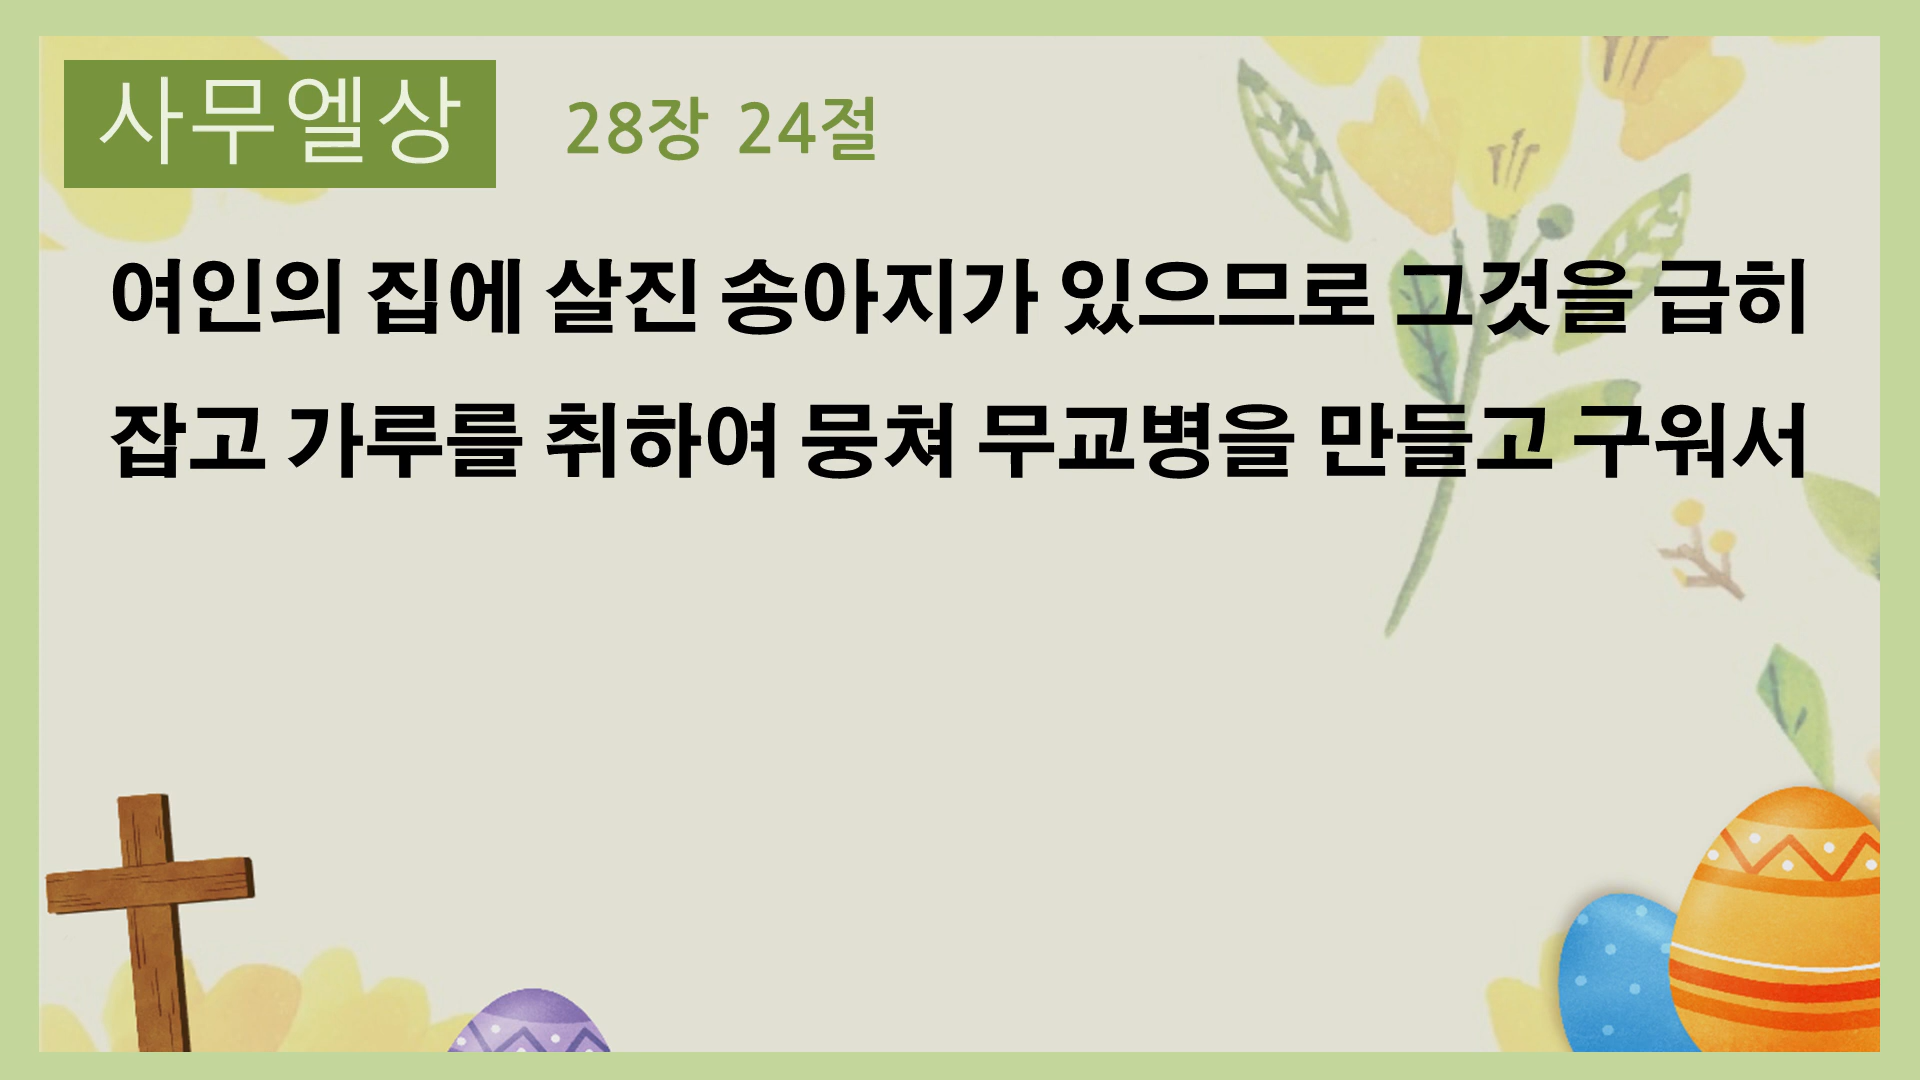 사무엘상 28장 24절
여인의 집에 살진 송아지가 있으므로 그것을 급히
잡고 가루를 취하여 뭉쳐 무교병을 만들고 구워서